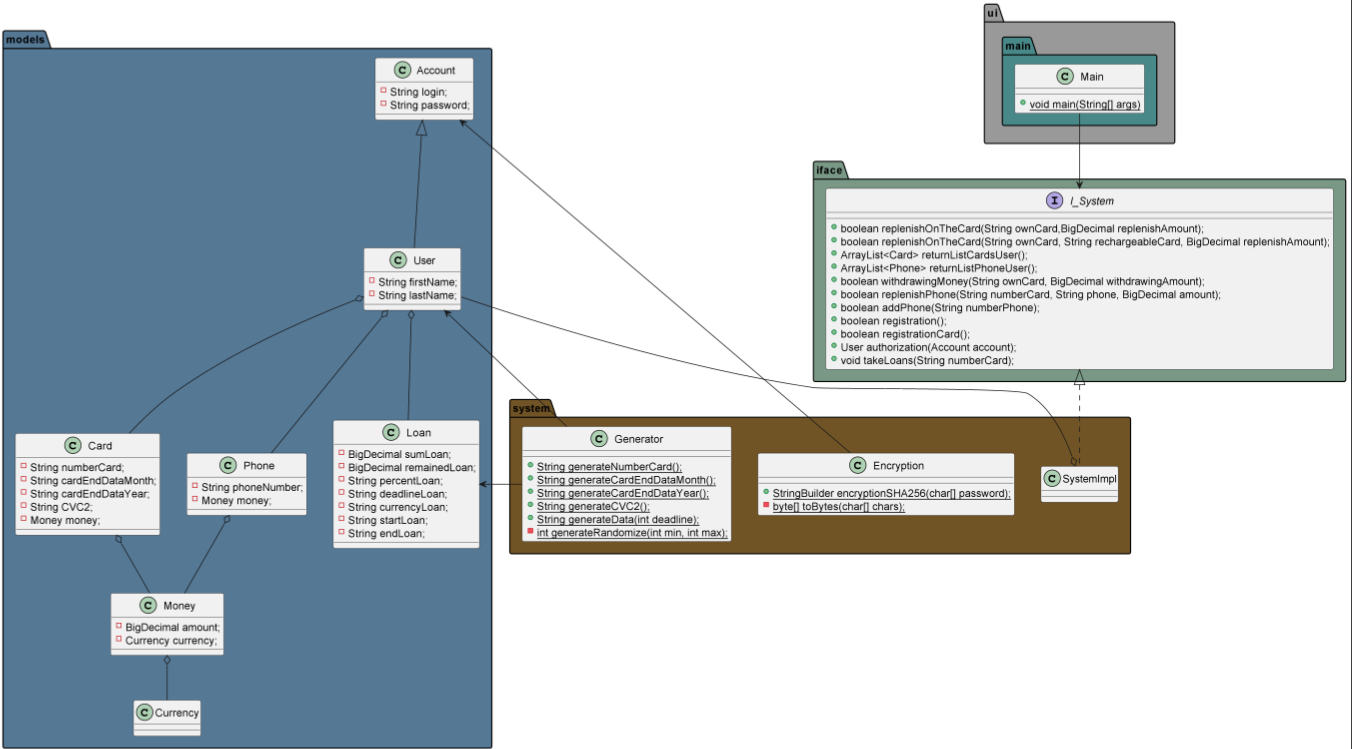 models
C Account
String login;
String password;
C User
String firstName;
String lastName;
C Card
String numberCard;
String cardEndDataMonth;
String cardEndDataYear;
String CVC2;
Money money;
C Phone
String phoneNumber;
Money money;
C Loan
BigDecimal sumLoan;
BigDecimal remainedLoan;
String percentLoan;
String deadlineLoan;
String currencyLoan;
String startLoan;
String endLoan;
C Money
BigDecimal amount;
Currency currency;
C Currency
ui
main
C Main
void main(String[] args)
iface
I I_System
boolean replenishOnTheCard(String ownCard,BigDecimal replenishAmount);
boolean replenishOnTheCard(String ownCard, String rechargeableCard, BigDecimal replenishAmount);
ArrayList<Card> returnListCardsUser();
ArrayList<Phone> returnListPhoneUser();
boolean withdrawingMoney(String ownCard, BigDecimal withdrawingAmount);
boolean replenishPhone(String numberCard, String phone, BigDecimal amount);
boolean addPhone(String numberPhone);
boolean registration();
boolean registrationCard();
User authorization(Account account);
void takeLoans(String numberCard);
system
C Generator
String generateNumberCard();
String generateCardEndDataMonth();
String generateCardEndDataYear();
String generateCVC2();
String generateData(int deadline);
int generateRandomize(int min, int max);
C Encryption
StringBuilder encryptionSHA256(char[] password);
byte[] toBytes(char[] chars);
C SystemImpl